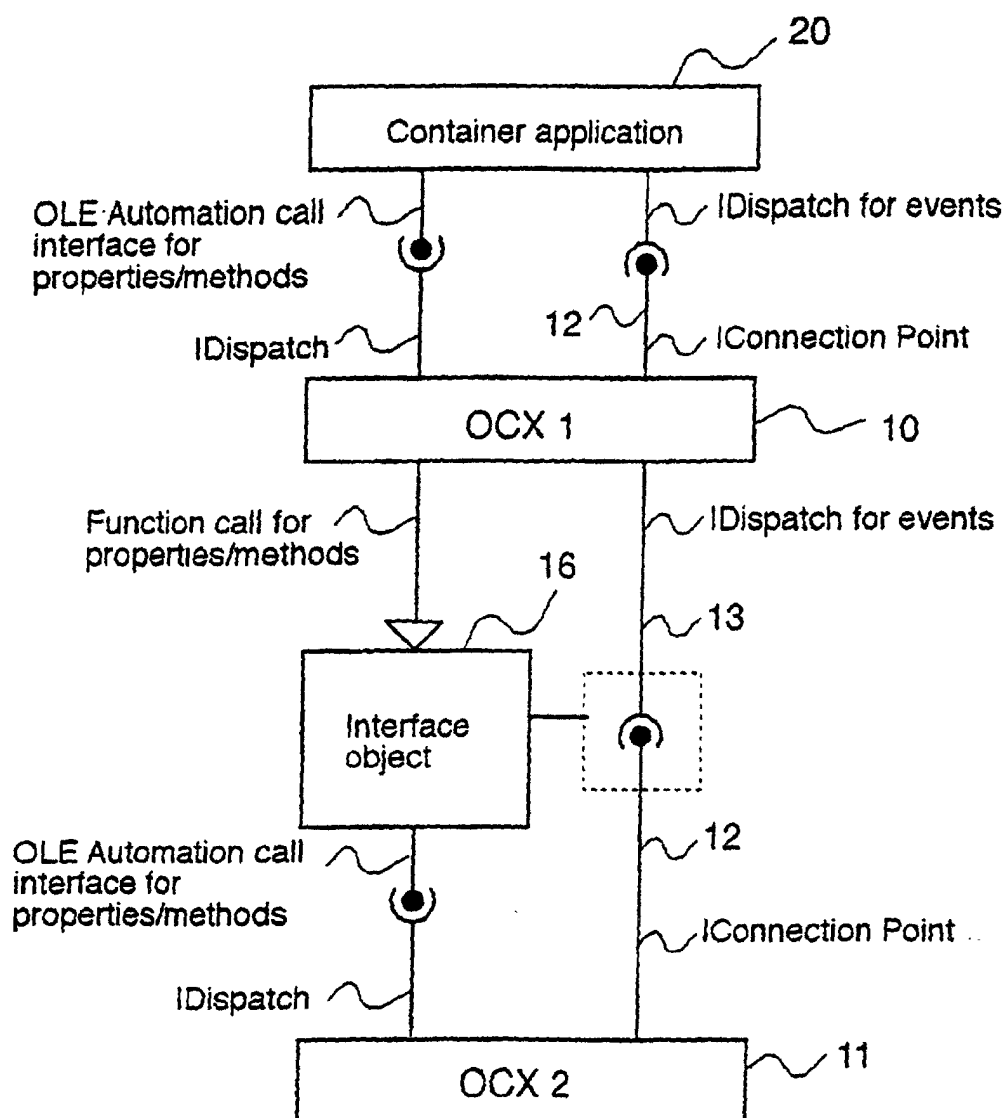 20
Container application
OLE Automation call
interface for
properties/methods
IDispatch for events
12
IDispatch
IConnection Point
OCX 1
10
Function call for
properties/methods
IDispatch for events
16
13
Interface
object
12
OLE Automation call
interface for
properties/methods
IConnection Point
IDispatch
11
OCX 2